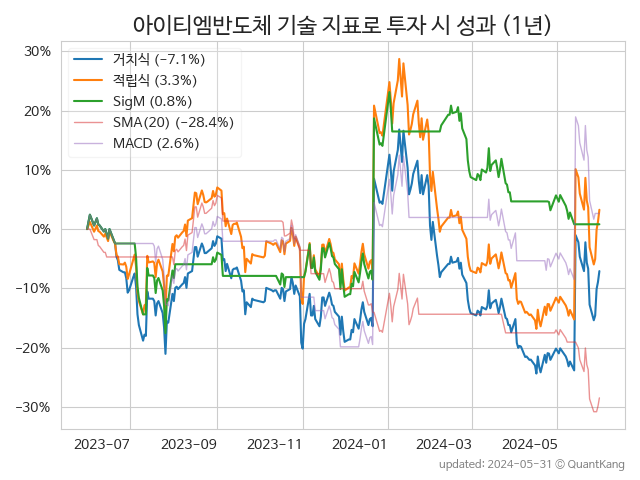 아이티엠반도체 기술 지표로 투자 시 성과 (1년)
거치식 (−7.1%)
적립식 (3.3%)
SigM (0.8%)
SMA(20) (−28.4%)
MACD (2.6%)
30%
20%
10%
0%
−10%
−20%
−30%
2023-07 2023-09 2023-11 2024-01 2024-03 2024-05
updated: 2024-05-31 © QuantKang